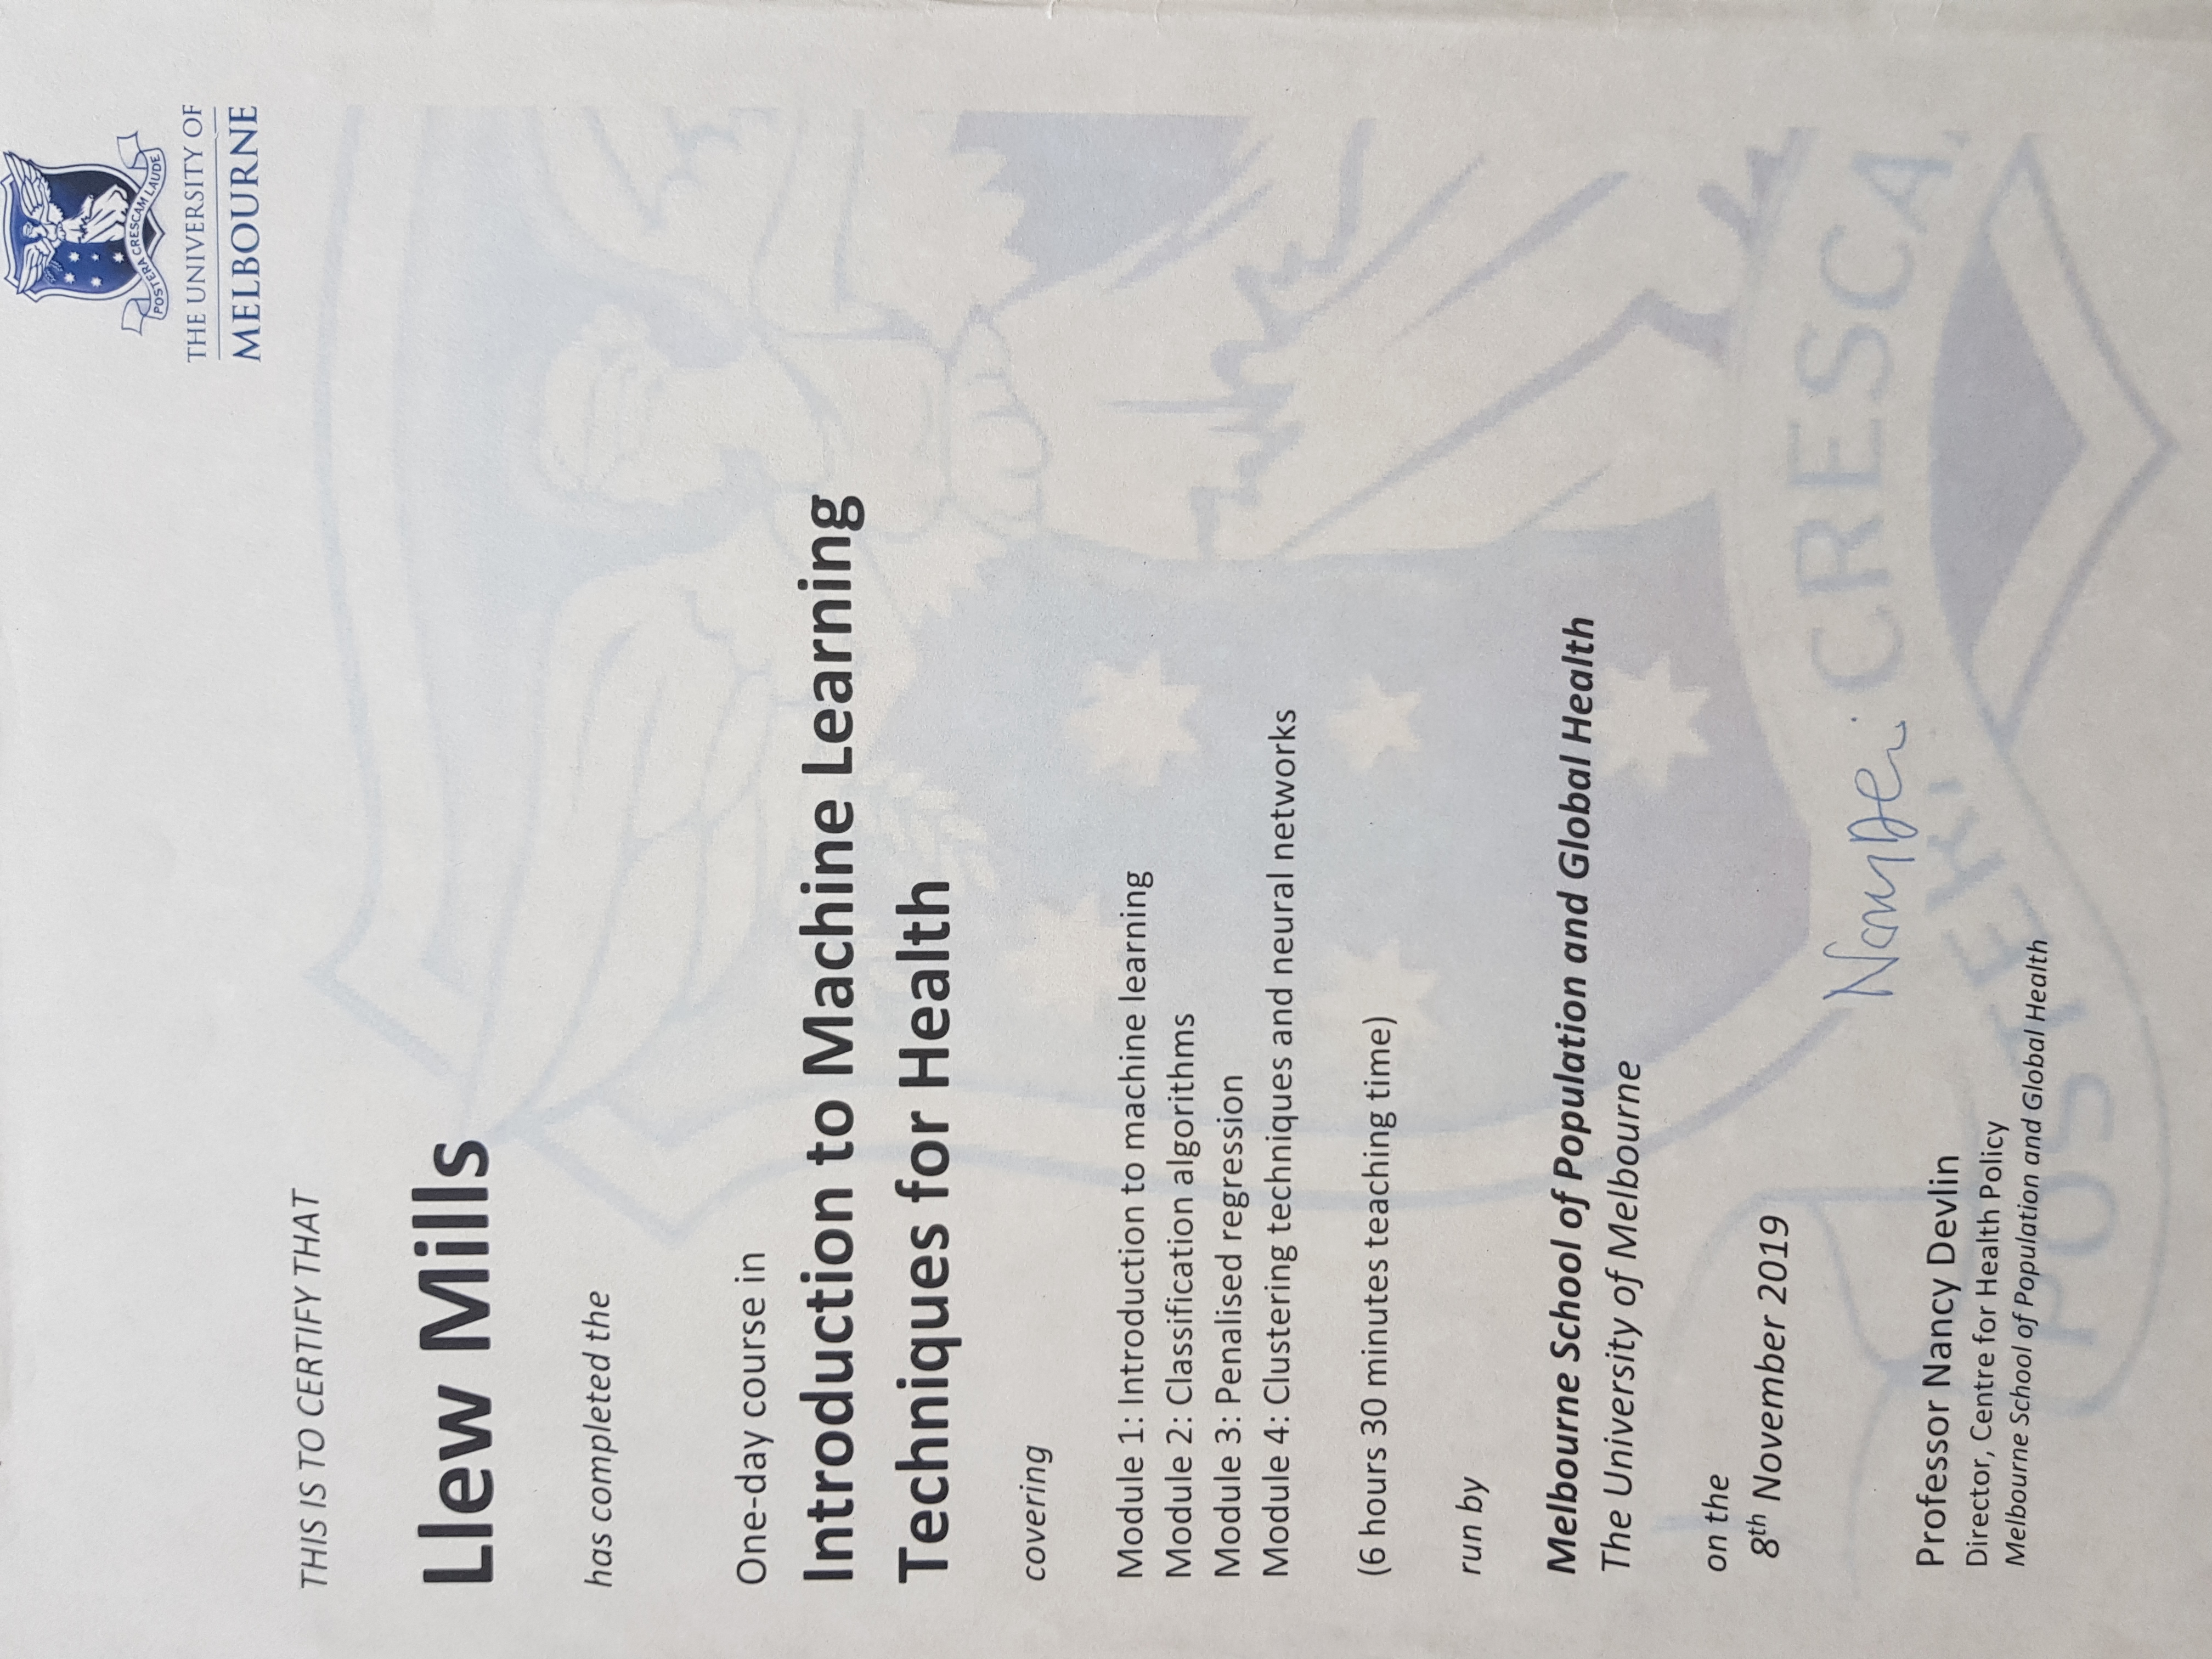 POSTERA CRESCAM LAUDE
THE UNIVERSITY OF
MELBOURNE
THIS IS TO CERTIFY THAT
Llew Mills
has completed the
One-day course in
Introduction to Machine Learning
Techniques for Health
covering
Module 1: Introduction to machine learning
Module 2: Classification algorithms
Module 3: Penalised regression
Module 4: Clustering techniques and neural networks
(6 hours 30 minutes teaching time)
run by
Melbourne School of Population and Global Health
The University of Melbourne
on the
8th November 2019
Professor Nancy Devlin
Director, Centre for Health Policy
Melbourne School of Population and Global Health
POSTER CRESCA